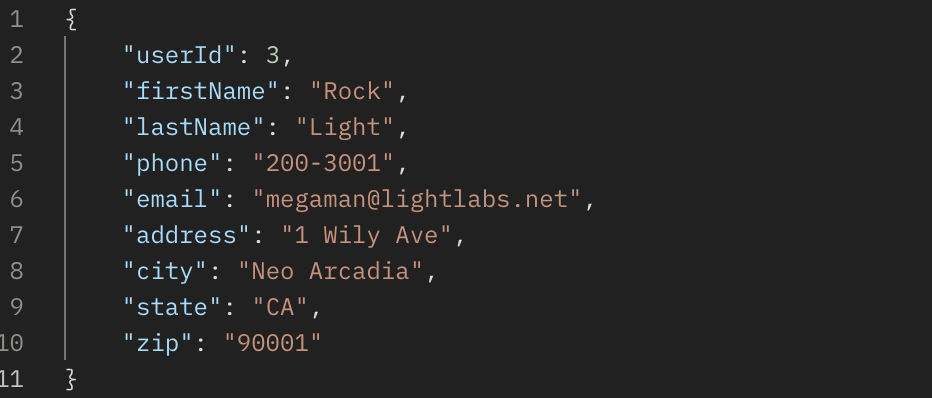 1 {
2 "userId": 3,
3 "firstName": "Rock",
4 "lastName": "Light",
5 "phone": "200-3001",
6 "email": "megaman@lightlabs.net",
7 "address": "1 Wily Ave",
8 "city": "Neo Arcadia",
9 "state": "CA",
10 "zip": "90001"
11 }